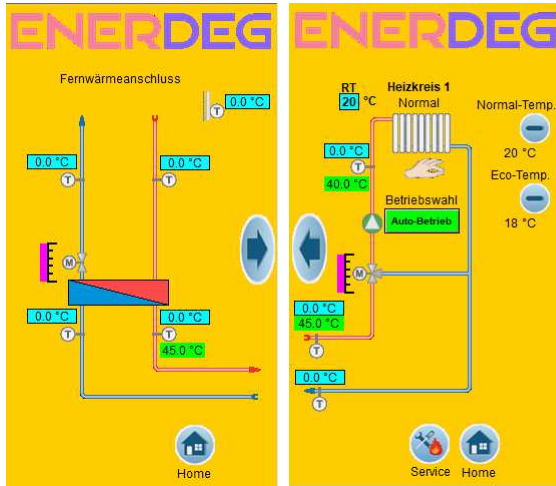 ENERDEG
Fernwärmeanschluss
T 0.0 °C
0.0 °C 0.0 °C
T T
M
0.0 °C 0.0 °C
T T
45.0 °C
Home
ENERDEG
RT Heizkreis 1
20 °C Normal
Normal-Temp.
20 °C
Eco-Temp.
18 °C
0.0 °C
T
40.0 °C
Betriebswahl
Auto-Betrieb
M
0.0 °C
45.0 °C
T
0.0 °C
T
Service Home